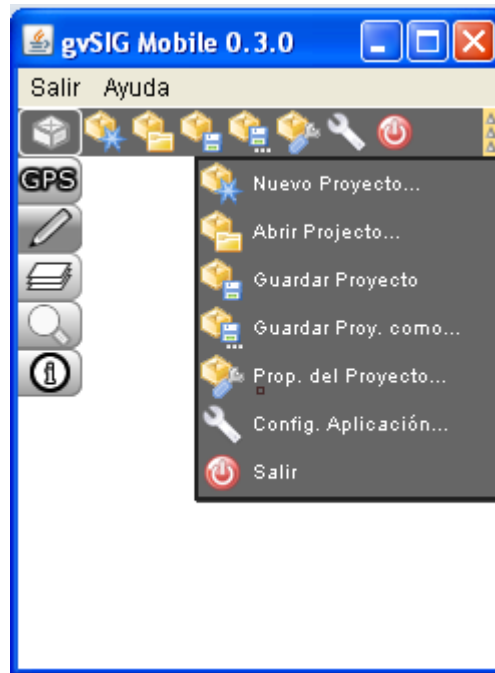 gvSIG Mobile 0.3.0
Salir Ayuda
GPS
Nuevo Proyecto...
Abrir Projecto...
Guardar Proyecto
Guardar Proy. como...
Prop. del Proyecto...
Config. Aplicación...
Salir